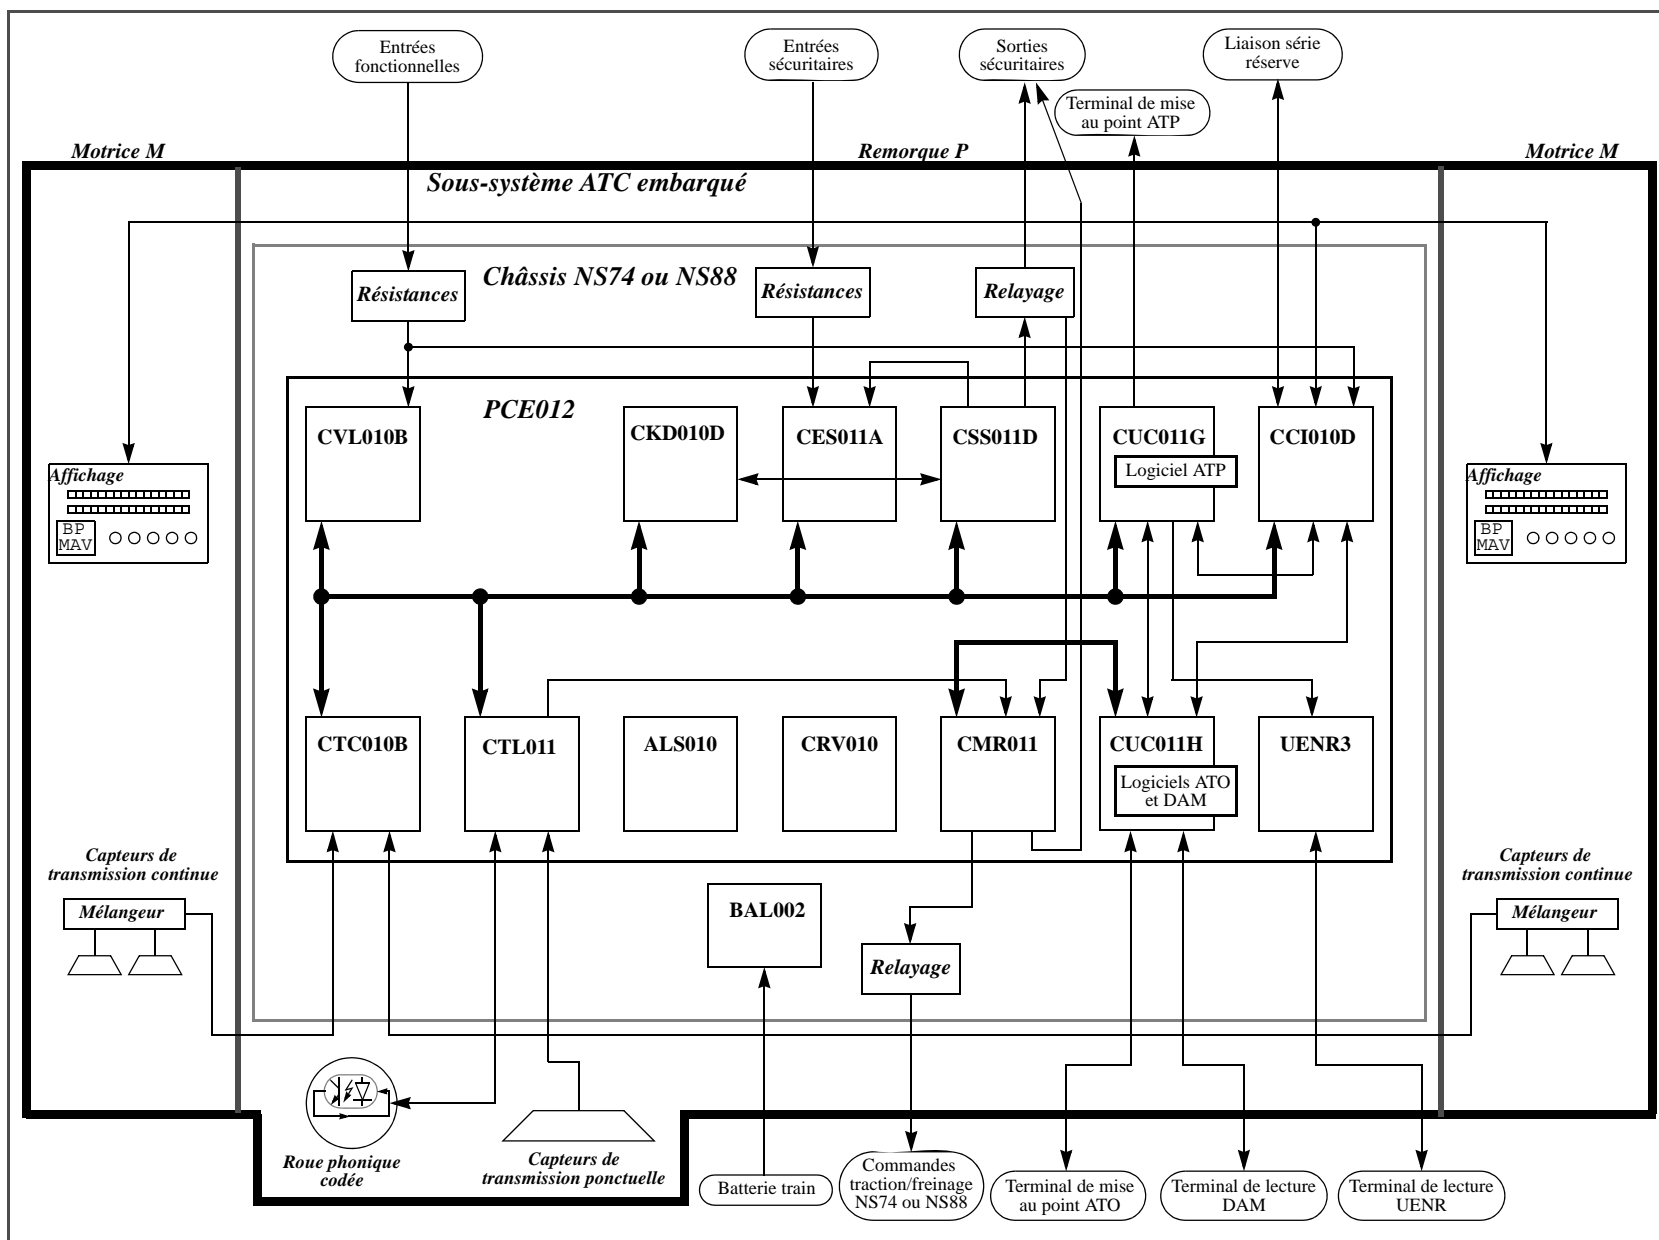 Entrées
fonctionnelles
Entrées
sécuritaires
Sorties
sécuritaires
Liaison série
réserve
Terminal de mise
au point ATP
Motrice M
Remorque P
Motrice M
Sous-système ATC embarqué
Châssis NS74 ou NS88
Résistances
Résistances
Relayage
PCE012
CVL010B
CKD010D
CES011A
CSS011D
CUC011G
Logiciel ATP
CCI010D
Affichage
BP
MAV
Affichage
BP
MAV
CTC010B
CTL011
ALS010
CRV010
CMR011
CUC011H
Logiciels ATO
et DAM
UENR3
Capteurs de
transmission continue
Mélangeur
Capteurs de
transmission continue
Mélangeur
BAL002
Relayage
Roue phonique
codée
Capteurs de
transmission ponctuelle
Batterie train
Commandes
traction/freinage
NS74 ou NS88
Terminal de mise
au point ATO
Terminal de lecture
DAM
Terminal de lecture
UENR